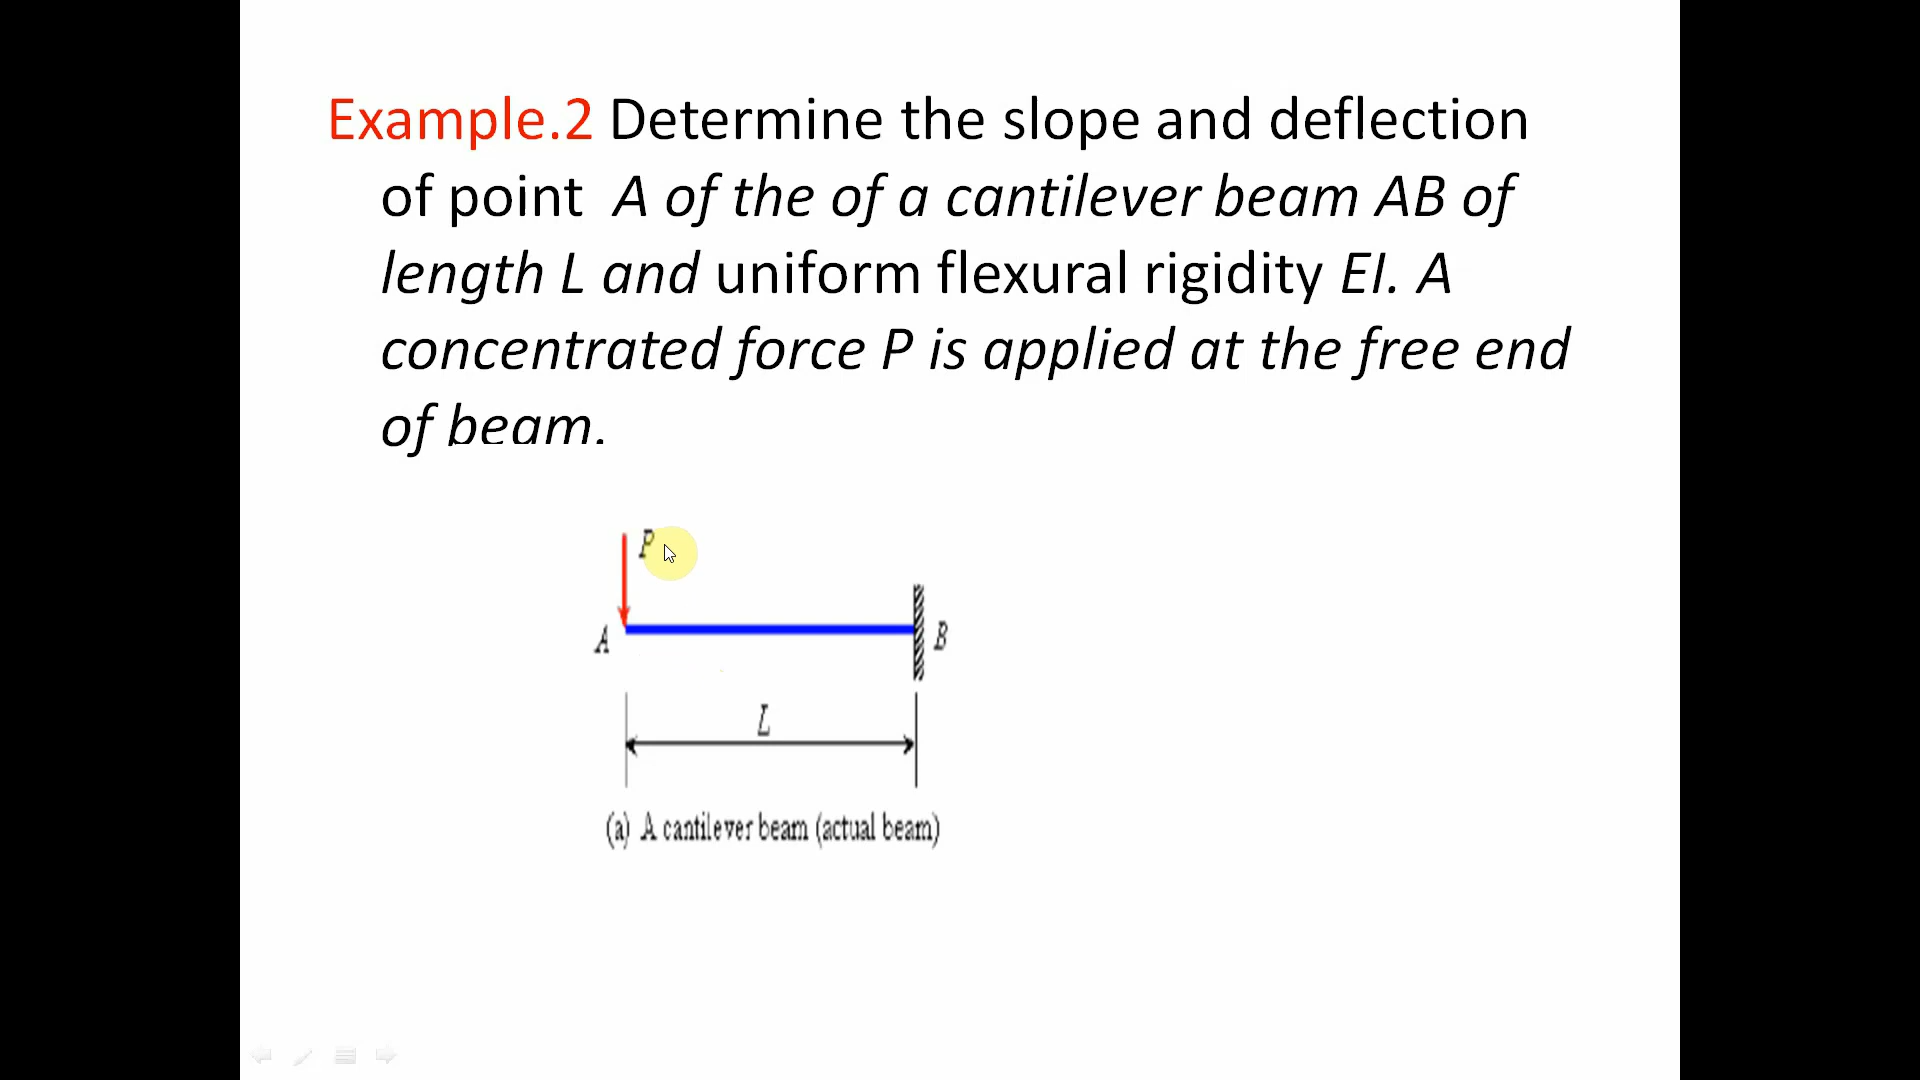 Example.2 Determine the slope and deflection
of point A of the of a cantilever beam AB of
length L and uniform flexural rigidity EI. A
concentrated force P is applied at the free end
of beam.
P
A
B
L
(a) A cantilever beam (actual beam)